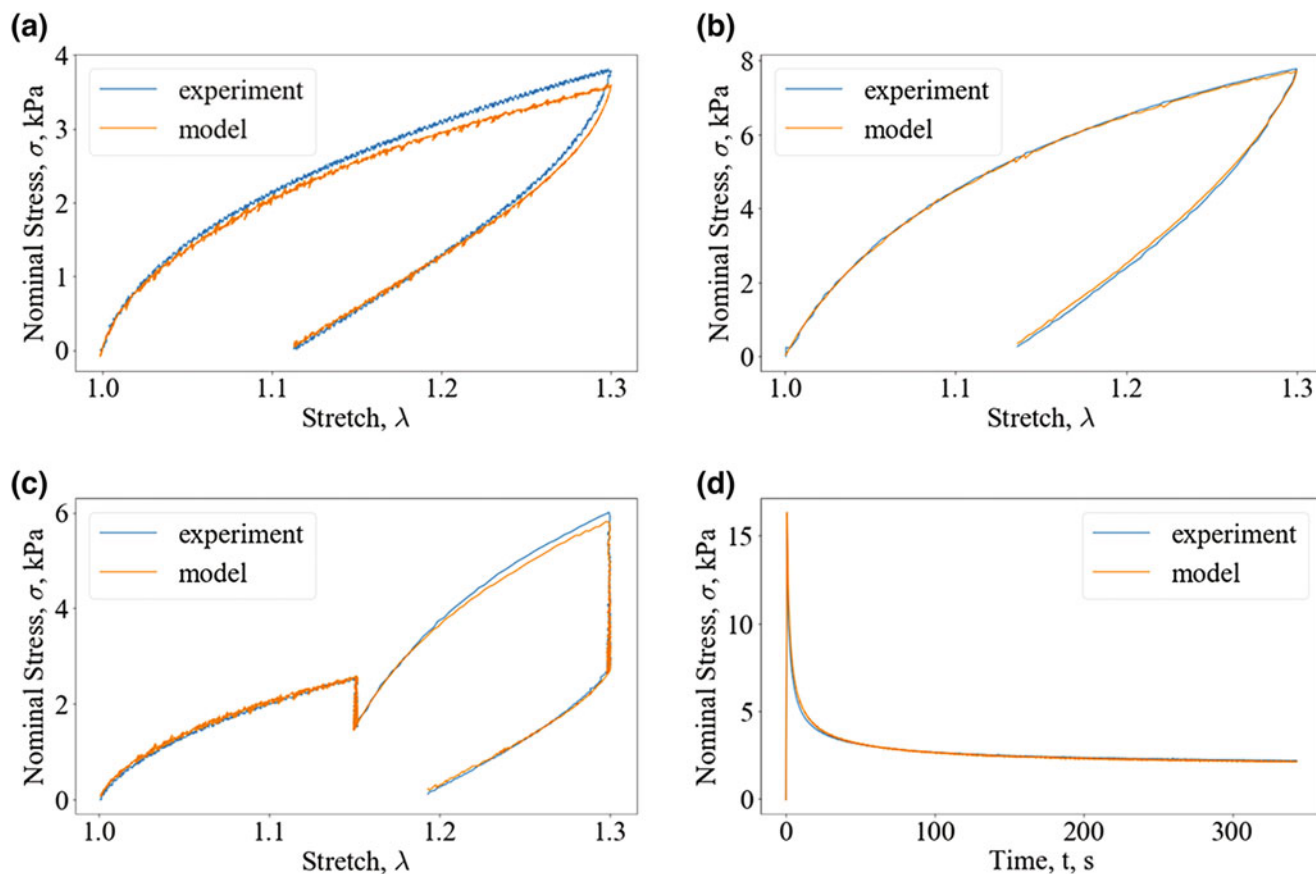 (a)
Nominal Stress, σ, kPa
4
3
2
1
0
experiment
model
1.0 1.1 1.2 1.3
Stretch, λ
(b)
Nominal Stress, σ, kPa
8
6
4
2
0
experiment
model
1.0 1.1 1.2 1.3
Stretch, λ
(c)
Nominal Stress, σ, kPa
6
4
2
0
experiment
model
1.0 1.1 1.2 1.3
Stretch, λ
(d)
Nominal Stress, σ, kPa
15
10
5
0
experiment
model
0 100 200 300
Time, t, s